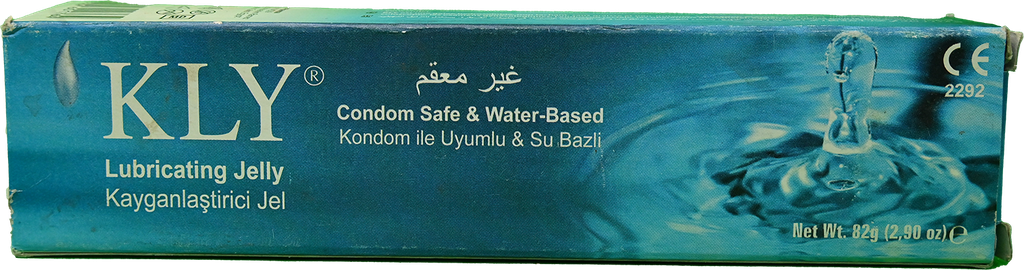 KLY®
Lubricating Jelly
Kayganlaştirici Jel
غير معقم
Condom Safe & Water-Based
Kondom ile Uyumlu & Su Bazli
CE
2292
Net Wt. 82g (2,90 oz) ℮
MD